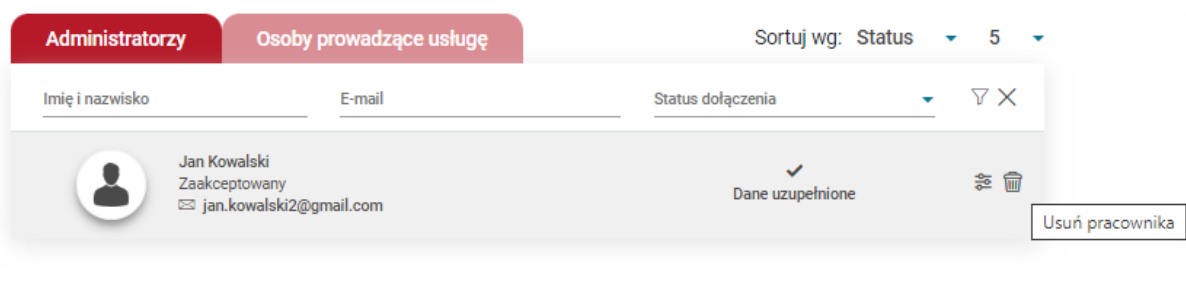 Administratorzy Osoby prowadzące usługę Sortuj wg: Status 5
Imię i nazwisko E-mail Status dołączenia
Jan Kowalski
Zaakceptowany
jan.kowalski2@gmail.com
Dane uzupełnione
Usuń pracownika